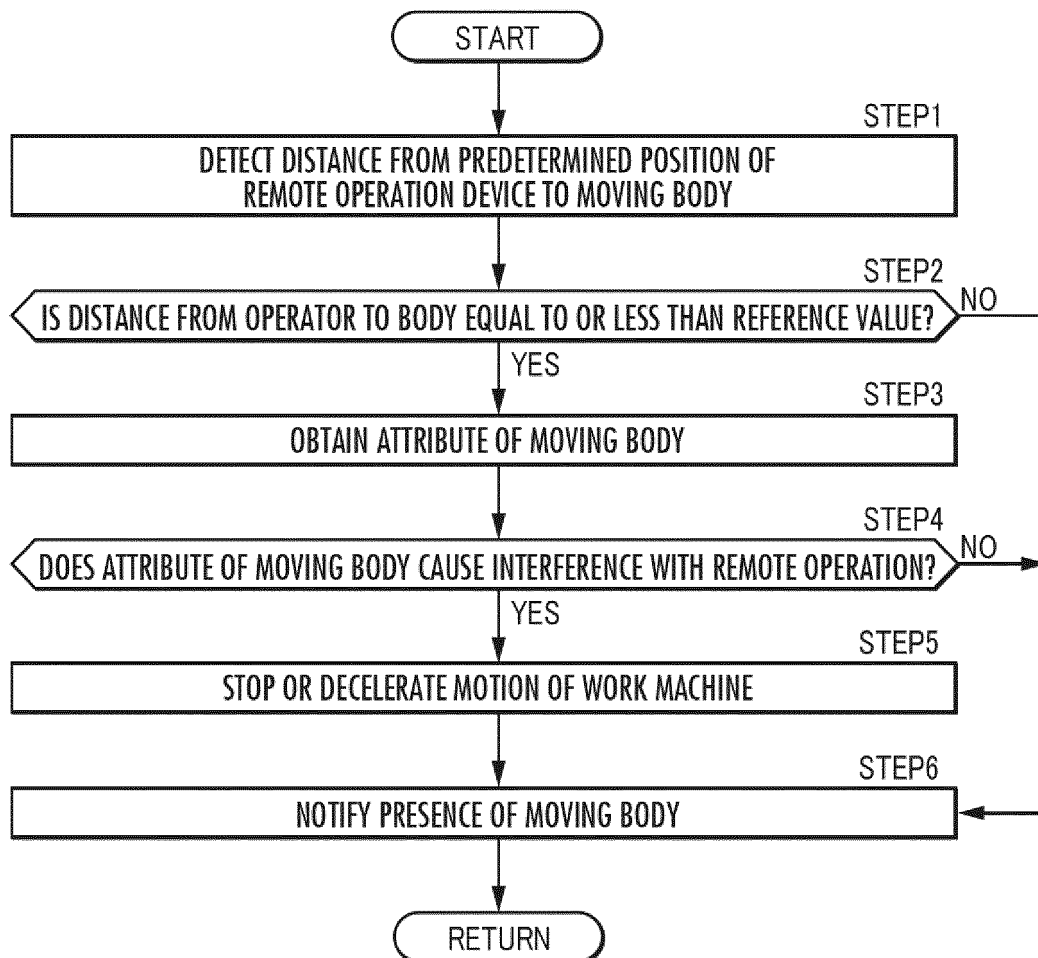 START
STEP1
DETECT DISTANCE FROM PREDETERMINED POSITION OF
REMOTE OPERATION DEVICE TO MOVING BODY
STEP2
IS DISTANCE FROM OPERATOR TO BODY EQUAL TO OR LESS THAN REFERENCE VALUE?
NO
YES
STEP3
OBTAIN ATTRIBUTE OF MOVING BODY
STEP4
DOES ATTRIBUTE OF MOVING BODY CAUSE INTERFERENCE WITH REMOTE OPERATION?
NO
YES
STEP5
STOP OR DECELERATE MOTION OF WORK MACHINE
STEP6
NOTIFY PRESENCE OF MOVING BODY
RETURN